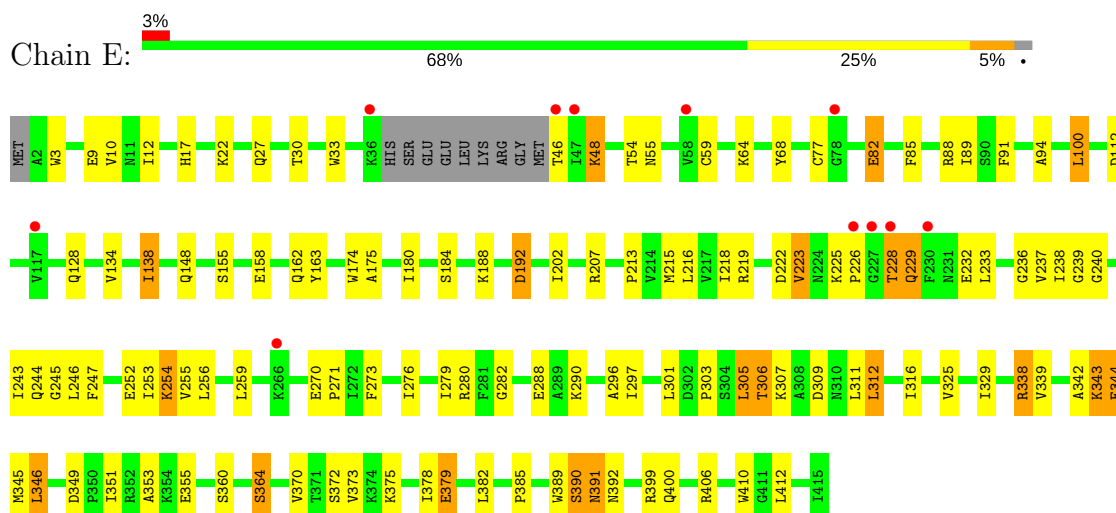 3%
Chain E:
68% 25% 5% •
MET A2 W3 E9 V10 N11 I12 H17 K22 Q27 T30 W33 K36 HIS SER GLU GLU LEU LYS ARG GLY MET T46 I47 K48 T54 N55 V58 C59 K64 Y68 C77 G78 E82 F85 R88 I89 S90 F91 A94 L100 D112
V117 Q128 V134 I138 Q148 S155 E158 Q162 Y163 W174 A175 I180 S184 K188 D192 I202 R207 P213 V214 M215 L216 V217 I218 R219 D222 V223 N224 K225 P226 G227 T228 Q229 F230 N231 E232 L233 G236 V237 I238 G239 G240
I243 Q244 G245 L246 F247 E252 I253 K254 V255 L256 L259 K266 E270 P271 I272 F273 I276 I279 R280 F281 G282 E288 A289 K290 A296 I297 L301 D302 P303 S304 L305 T306 K307 A308 D309 N310 L311 L312 I316 V325 I329 R338 V339 A342 K343
M345 L346 D349 P350 I351 R352 A353 K354 E355 S360 S364 V370 T371 S372 V373 K374 K375 I378 E379 L382 P385 W389 S390 N391 N392 R399 Q400 R406 W410 G411 L412 I415